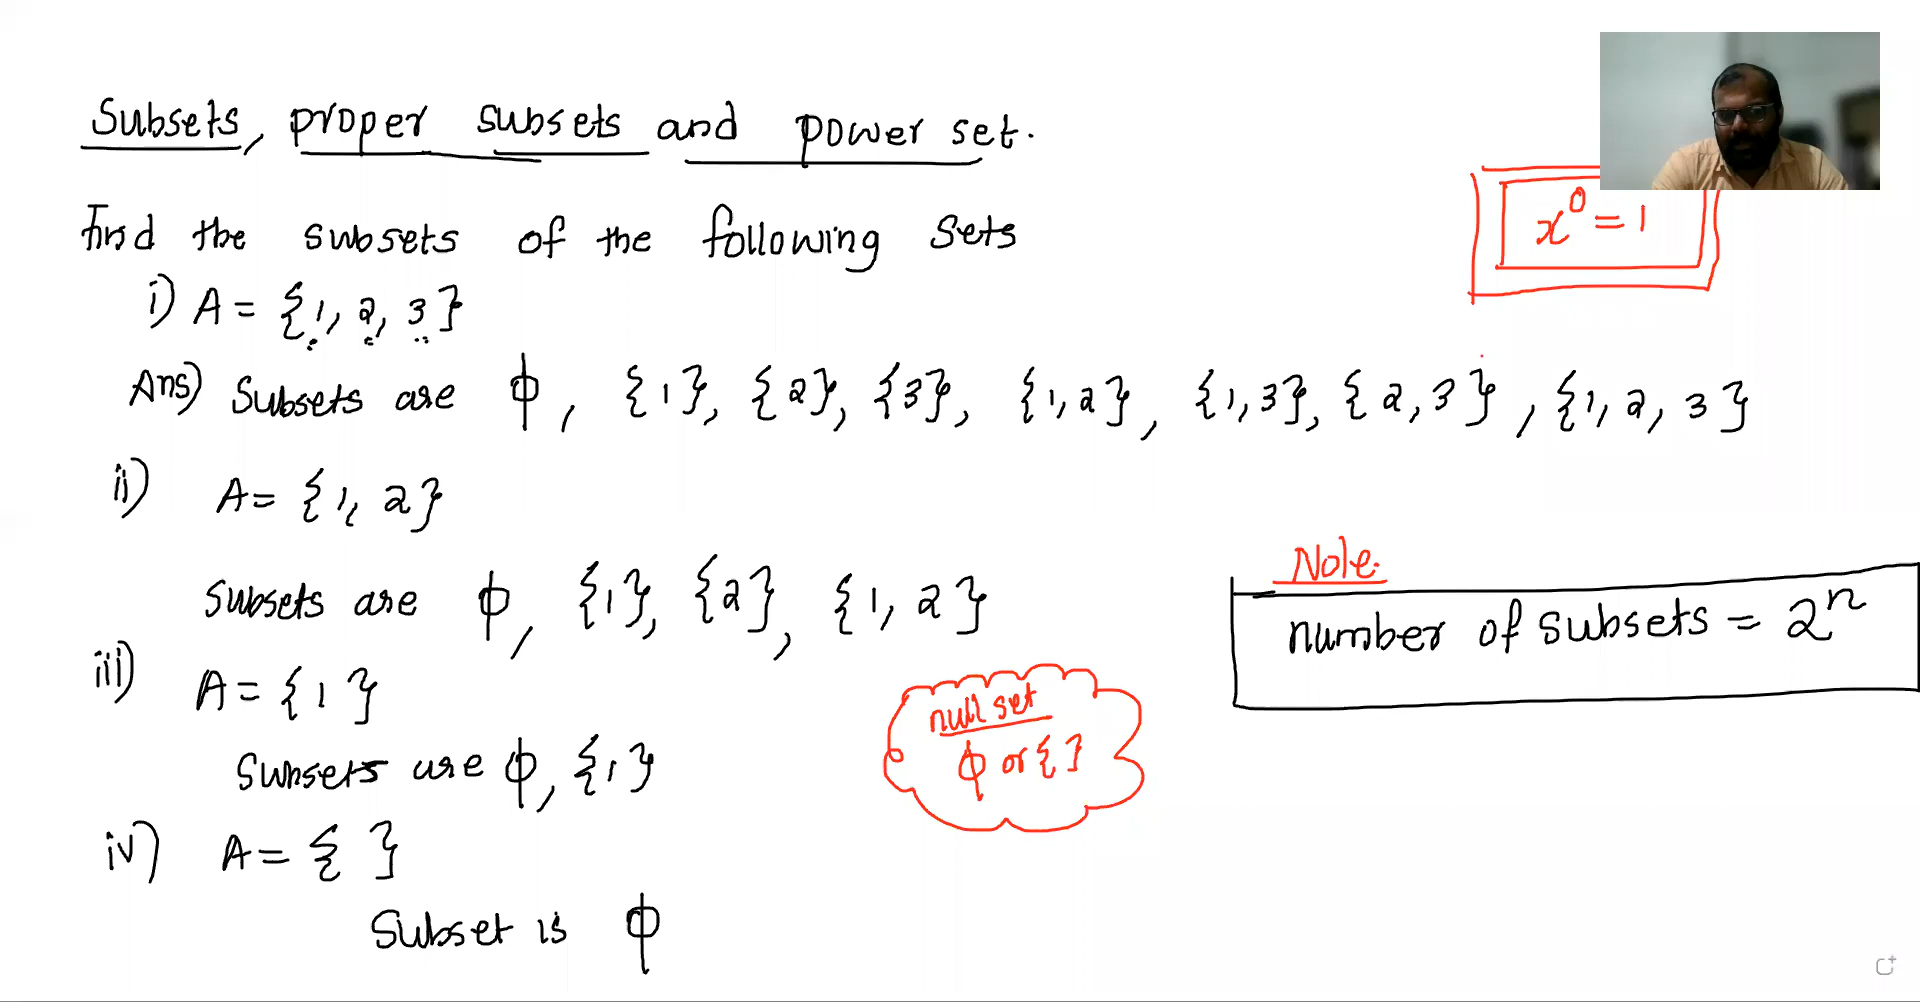 Subsets, proper subsets and power set.
x⁰ = 1
Find the subsets of the following sets
i) A = {1, 2, 3}
Ans) Subsets are ϕ, {1}, {2}, {3}, {1,2}, {1,3}, {2,3}, {1, 2, 3}
ii) A = {1, 2}
Note
number of subsets = 2ⁿ
Subsets are ϕ, {1}, {2}, {1, 2}
iii) A = {1}
null set
ϕ or { }
Subsets are ϕ, {1}
iv) A = { }
Subset is ϕ